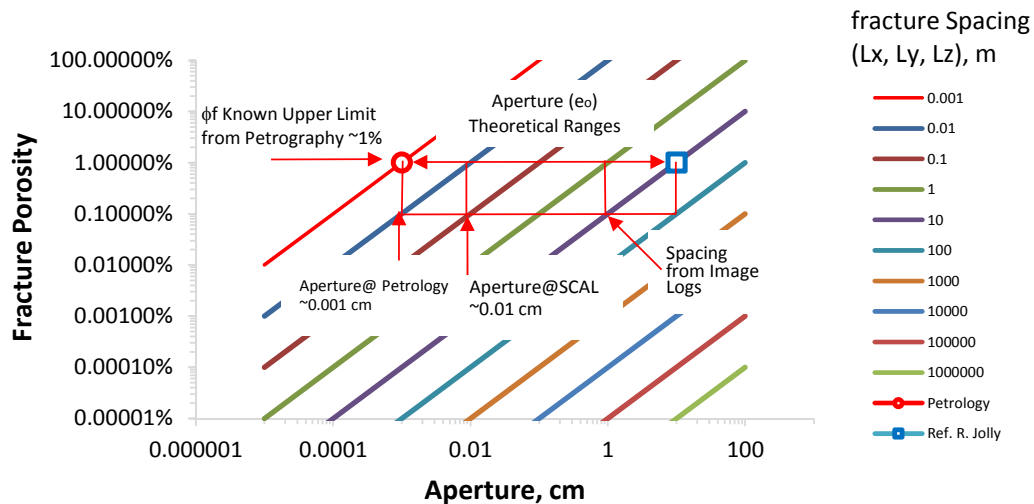 fracture Spacing
(Lx, Ly, Lz), m
100.00000%
10.00000%
1.00000%
0.10000%
0.01000%
0.00100%
0.00010%
0.00001%
Fracture Porosity
ϕf Known Upper Limit
from Petrography ~1%
Aperture (eo)
Theoretical Ranges
Aperture@ Petrology
~0.001 cm
Aperture@SCAL
~0.01 cm
Spacing
from Image
Logs
0.000001
0.0001
0.01
1
100
Aperture, cm
0.001
0.01
0.1
1
10
100
1000
10000
100000
1000000
Petrology
Ref. R. Jolly